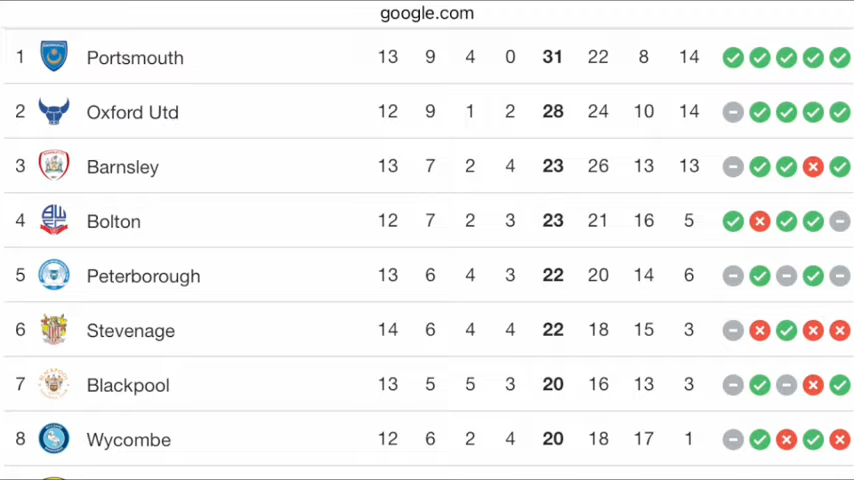 google.com
1 Portsmouth 13 9 4 0 31 22 8 14
2 Oxford Utd 12 9 1 2 28 24 10 14
3 Barnsley 13 7 2 4 23 26 13 13
4 Bolton 12 7 2 3 23 21 16 5
5 Peterborough 13 6 4 3 22 20 14 6
6 Stevenage 14 6 4 4 22 18 15 3
7 Blackpool 13 5 5 3 20 16 13 3
8 Wycombe 12 6 2 4 20 18 17 1